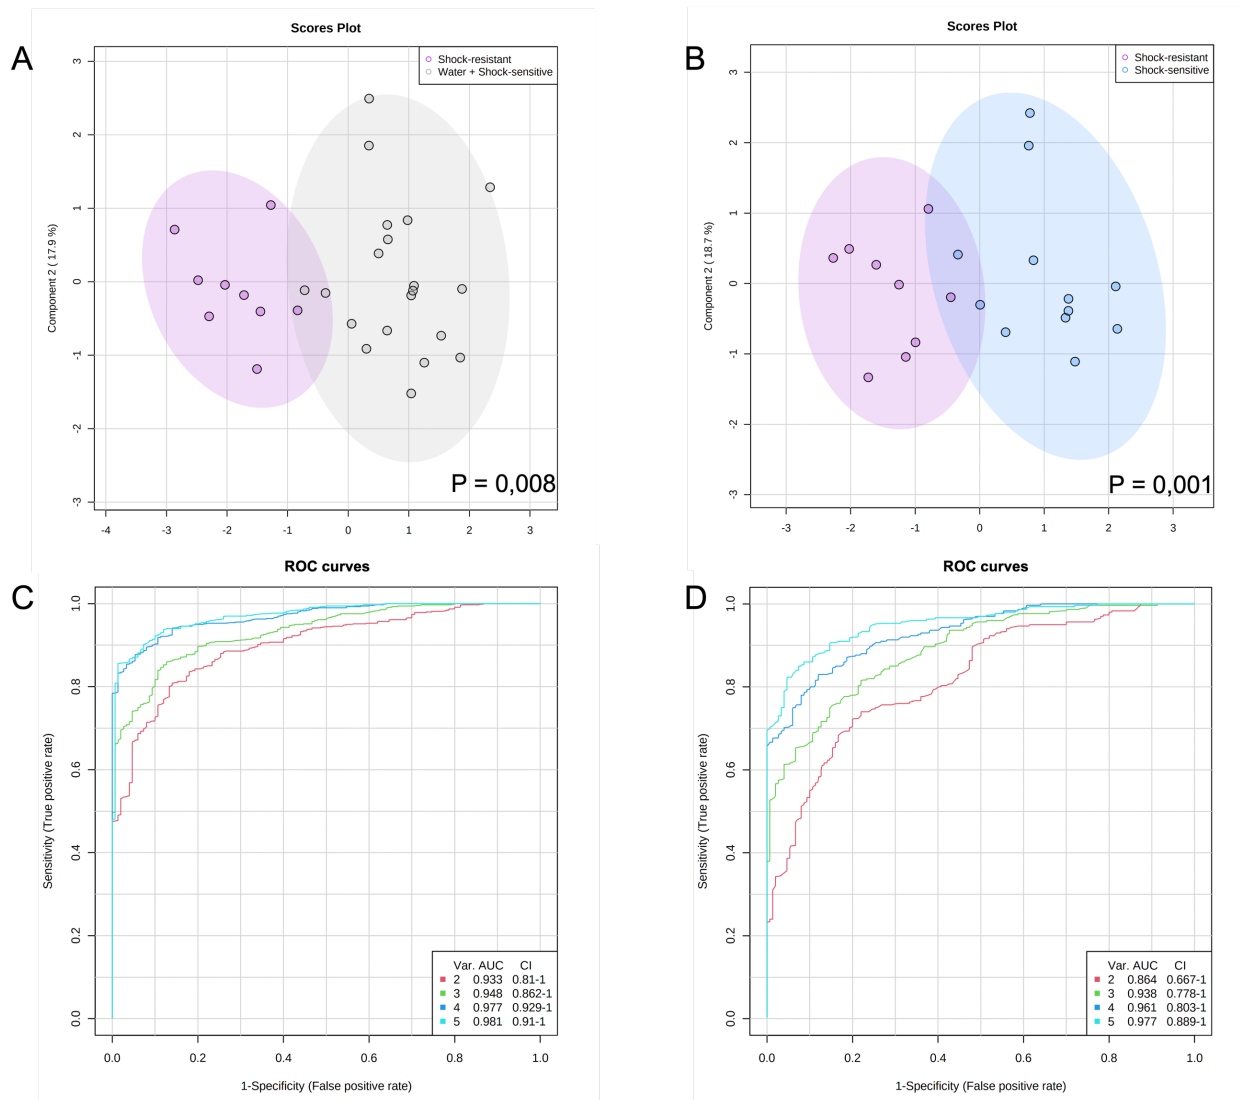 A
Scores Plot
Shock-resistant
Water + Shock-sensitive
Component 2 ( 17.9 %)
3
2
1
0
-1
-2
-3
-4
-3
-2
-1
0
1
2
3
P = 0,008
B
Scores Plot
Shock-resistant
Shock-sensitive
Component 2 ( 18.7 %)
3
2
1
0
-1
-2
-3
-3
-2
-1
0
1
2
3
P = 0,001
C
ROC curves
Sensitivity (True positive rate)
1.0
0.8
0.6
0.4
0.2
0.0
Var. AUC CI
2 0.933 0.81-1
3 0.948 0.862-1
4 0.977 0.929-1
5 0.981 0.91-1
0.0
0.2
0.4
0.6
0.8
1.0
1-Specificity (False positive rate)
D
ROC curves
Sensitivity (True positive rate)
1.0
0.8
0.6
0.4
0.2
0.0
Var. AUC CI
2 0.864 0.667-1
3 0.938 0.778-1
4 0.961 0.803-1
5 0.977 0.889-1
0.0
0.2
0.4
0.6
0.8
1.0
1-Specificity (False positive rate)